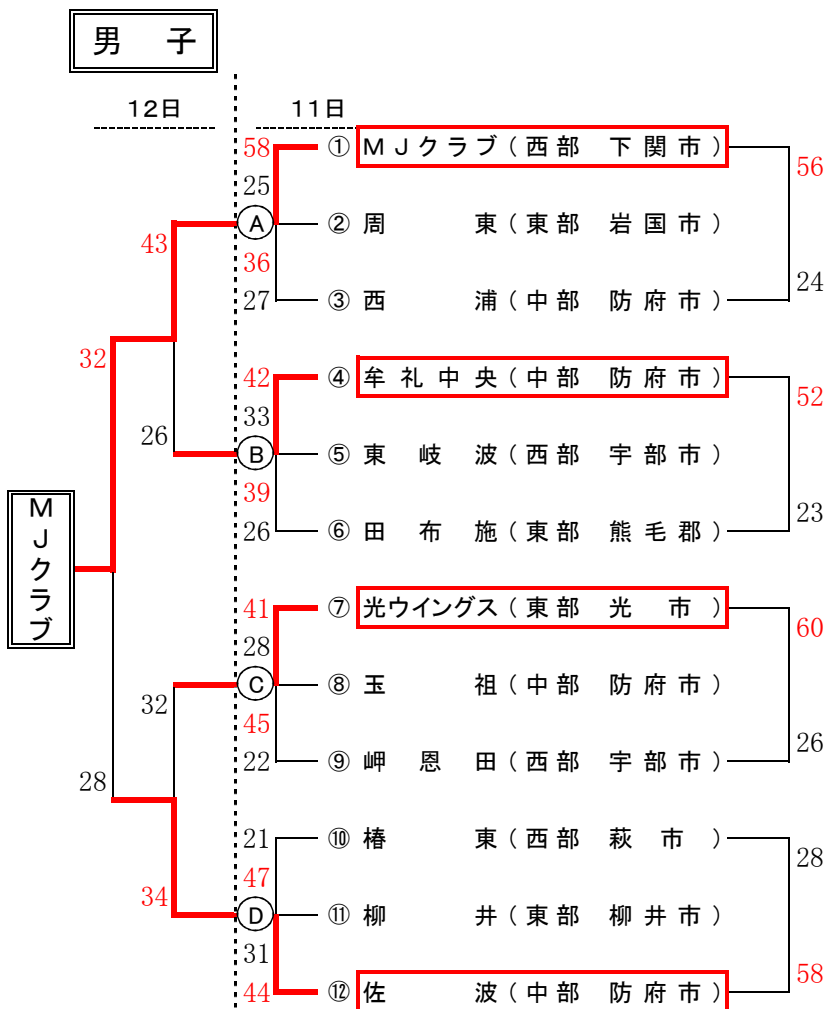 男 子
12日 11日
58 ① MJクラブ(西部 下関市) 56
25
Ⓐ ② 周 東(東部 岩国市)
43
36
27 ③ 西 浦(中部 防府市) 24
32
42 ④ 牟礼中央(中部 防府市) 52
33
26
Ⓑ ⑤ 東 岐 波(西部 宇部市)
39
26 ⑥ 田 布 施(東部 熊毛郡) 23
MJクラブ
41 ⑦ 光ウイングス(東部 光 市) 60
28
Ⓒ ⑧ 玉 祖(中部 防府市)
32
45
22 ⑨ 岬 恩 田(西部 宇部市) 26
28
21 ⑩ 椿 東(西部 萩 市) 28
47
34
Ⓓ ⑪ 柳 井(東部 柳井市)
31
44 ⑫ 佐 波(中部 防府市) 58